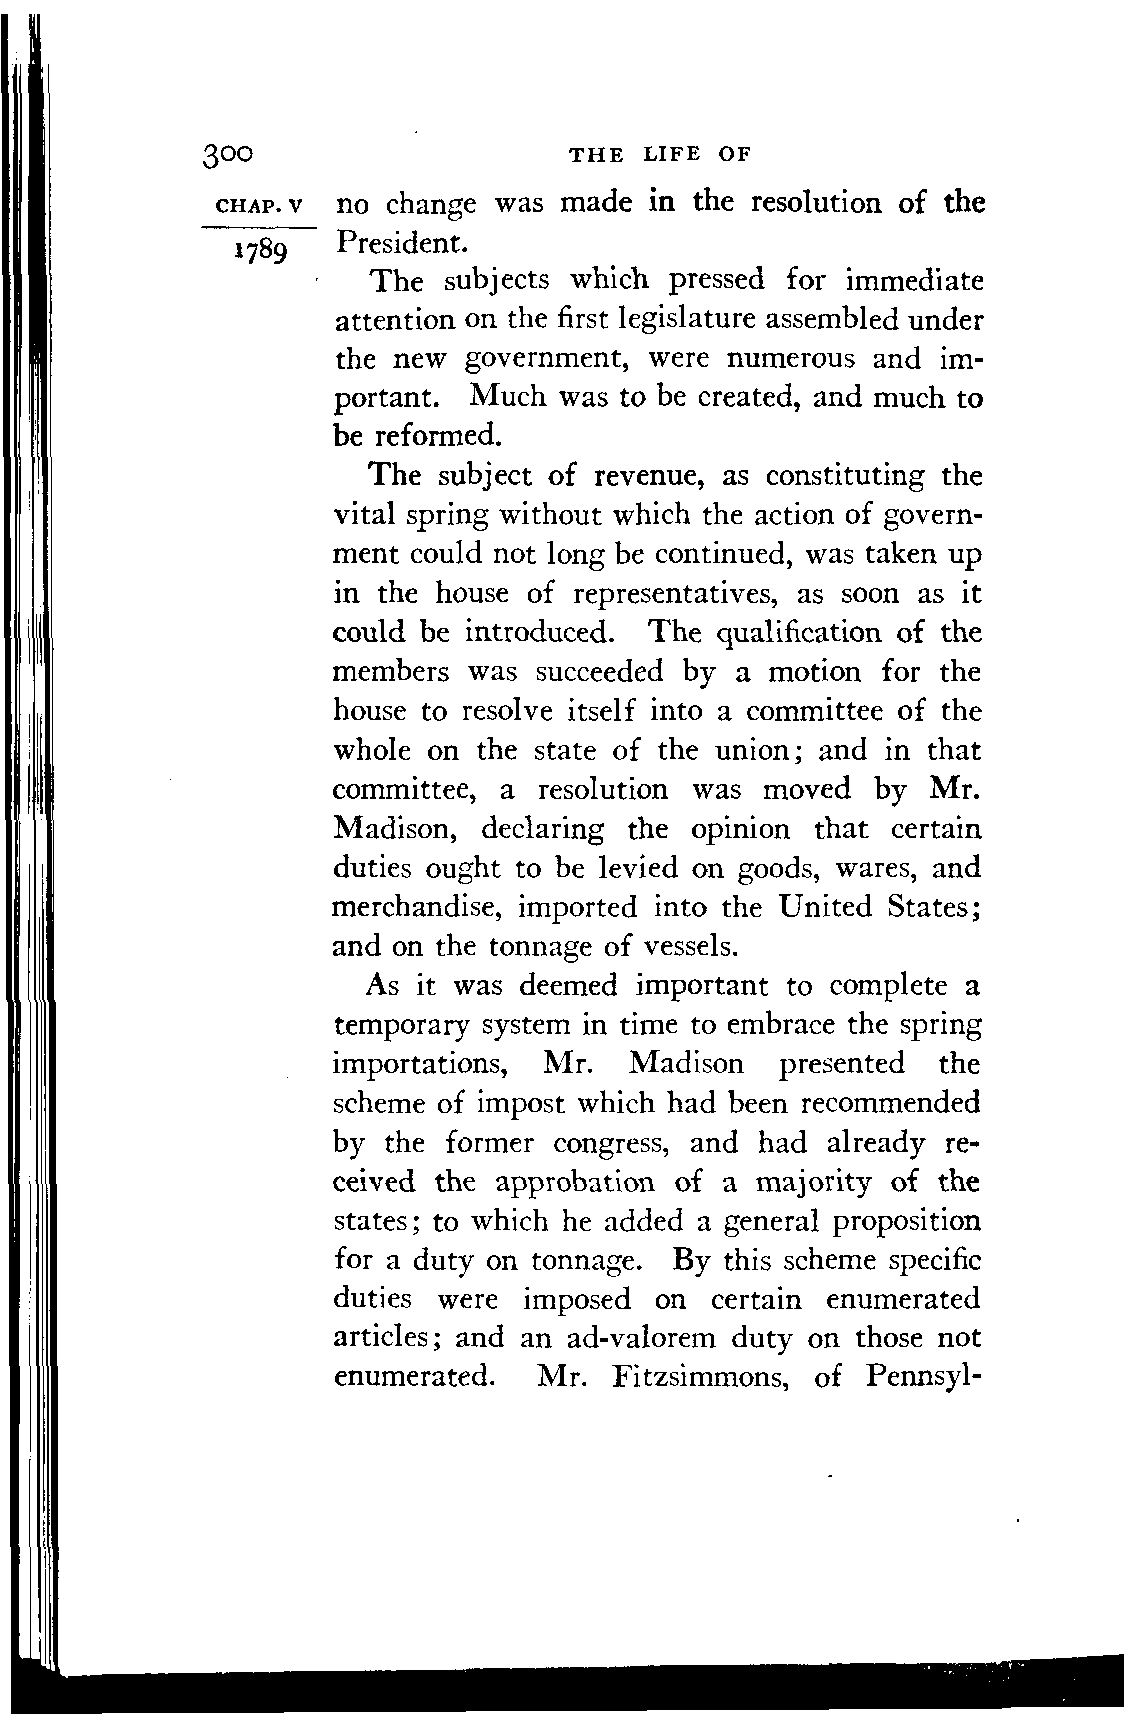 300 THE LIFE OF
CHAP. V no change was made in the resolution of the
1789 President.
The subjects which pressed for immediate
attention on the first legislature assembled under
the new government, were numerous and im-
portant. Much was to be created, and much to
be reformed.
The subject of revenue, as constituting the
vital spring without which the action of govern-
ment could not long be continued, was taken up
in the house of representatives, as soon as it
could be introduced. The qualification of the
members was succeeded by a motion for the
house to resolve itself into a committee of the
whole on the state of the union; and in that
committee, a resolution was moved by Mr.
Madison, declaring the opinion that certain
duties ought to be levied on goods, wares, and
merchandise, imported into the United States;
and on the tonnage of vessels.
As it was deemed important to complete a
temporary system in time to embrace the spring
importations, Mr. Madison presented the
scheme of impost which had been recommended
by the former congress, and had already re-
ceived the approbation of a majority of the
states; to which he added a general proposition
for a duty on tonnage. By this scheme specific
duties were imposed on certain enumerated
articles; and an ad-valorem duty on those not
enumerated. Mr. Fitzsimmons, of Pennsyl-